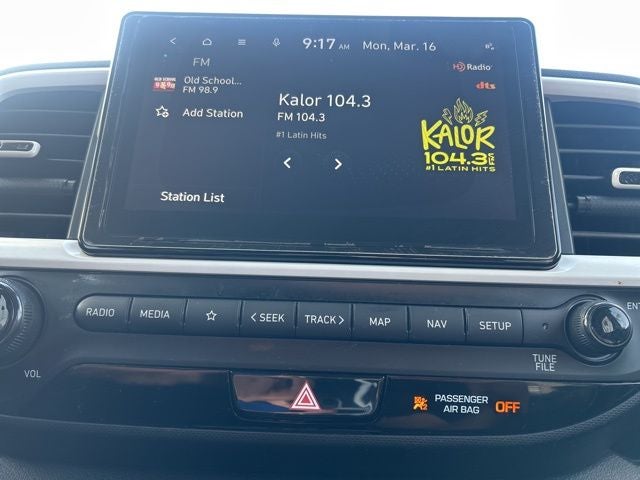 9:17 AM Mon, Mar. 16
FM
HD Radio
Old School...
FM 98.9
dts
Add Station
Kalor 104.3
FM 104.3
#1 Latin Hits
KALOR
104.3 FM
#1 LATIN HITS
Station List
RADIO MEDIA < SEEK TRACK > MAP NAV SETUP
VOL
TUNE
FILE
PASSENGER
AIR BAG OFF